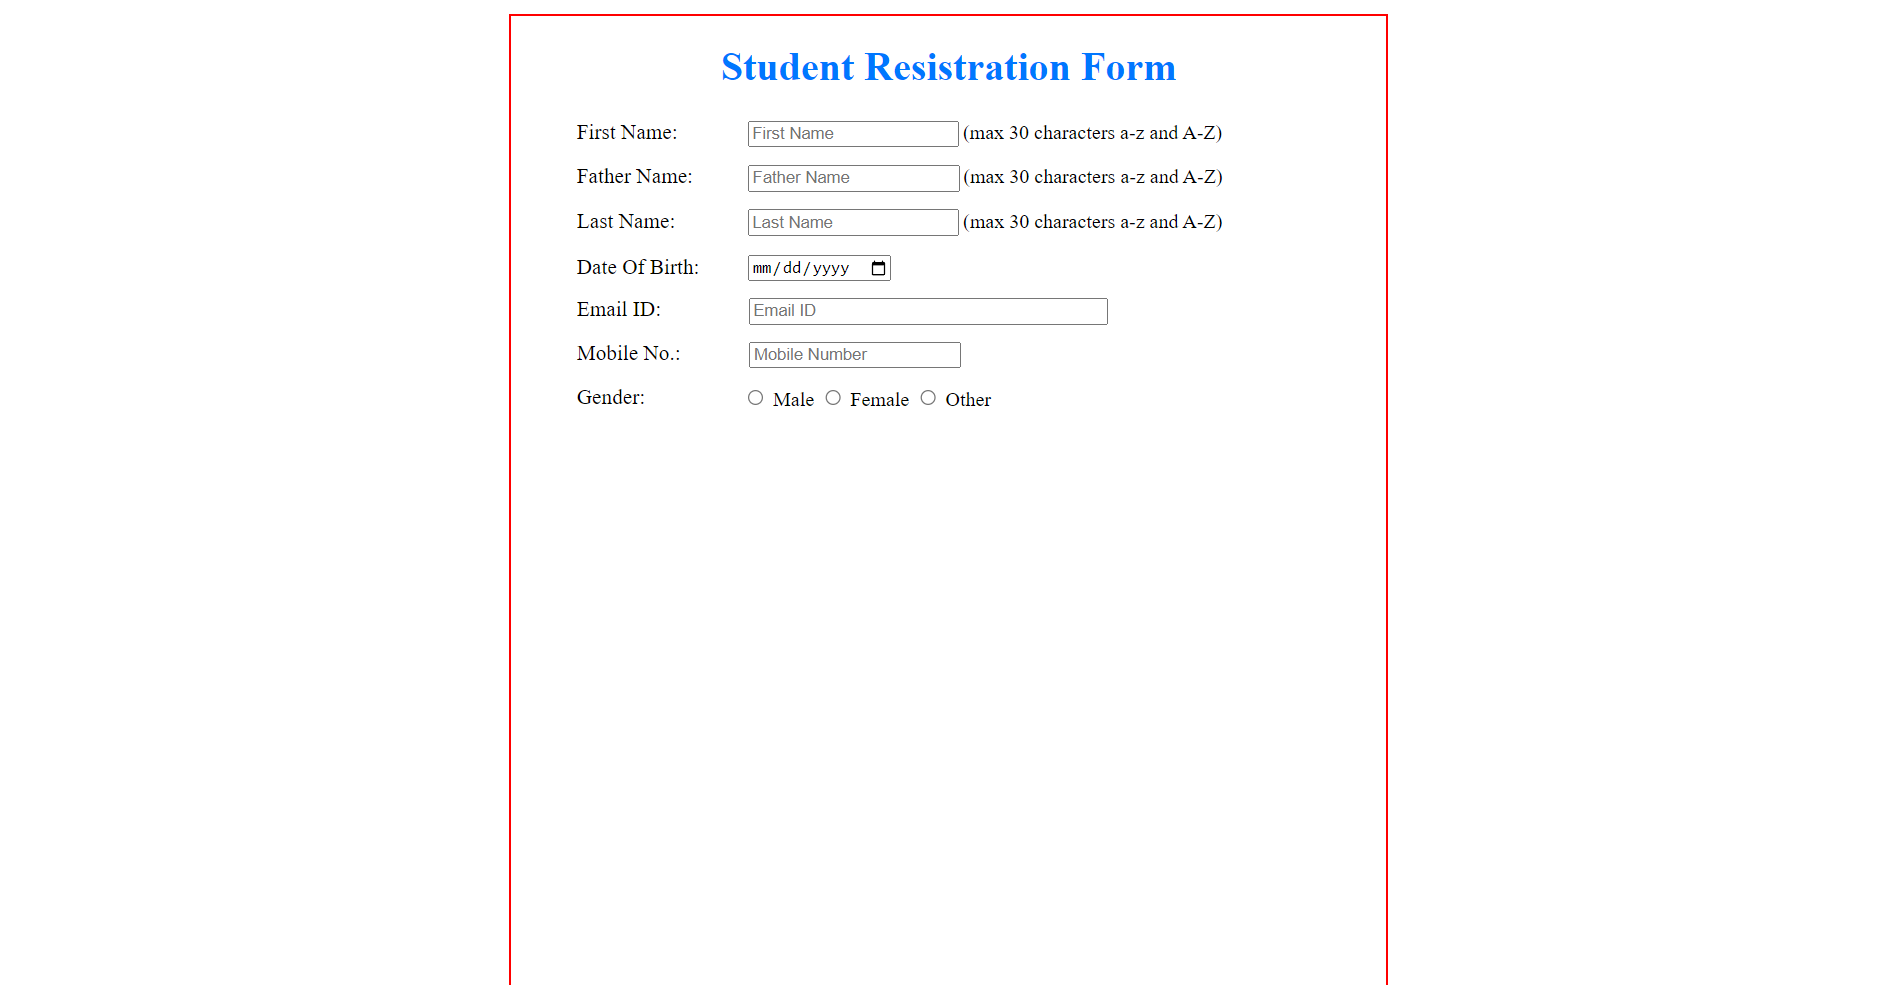 Student Resistration Form
First Name: First Name (max 30 characters a-z and A-Z)
Father Name: Father Name (max 30 characters a-z and A-Z)
Last Name: Last Name (max 30 characters a-z and A-Z)
Date Of Birth: mm/dd/yyyy
Email ID: Email ID
Mobile No.: Mobile Number
Gender: Male Female Other